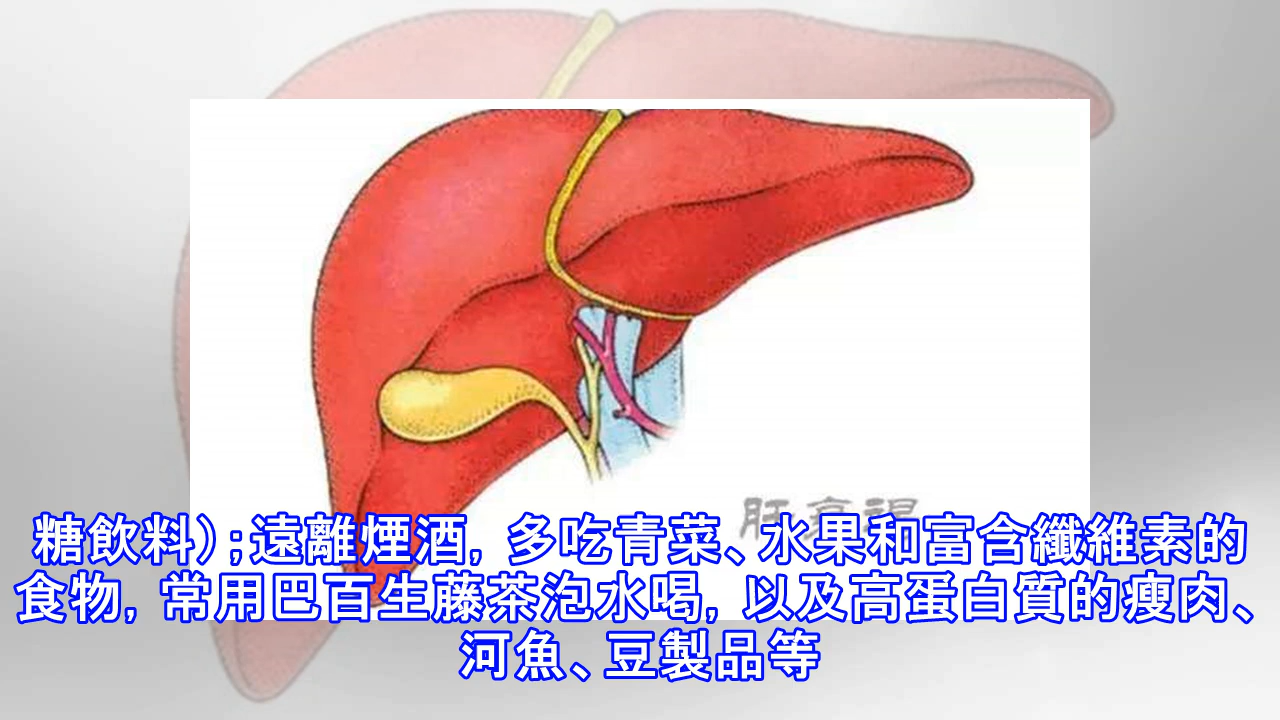 糖飲料);遠離煙酒, 多吃青菜、水果和富含纖維素的
食物, 常用巴百生藤茶泡水喝, 以及高蛋白質的瘦肉、
河魚、豆製品等